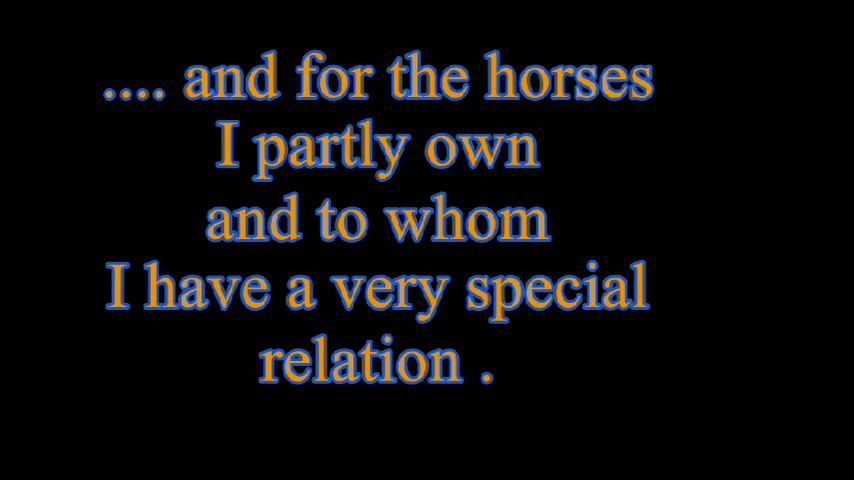 .... and for the horses
I partly own
and to whom
I have a very special
relation .